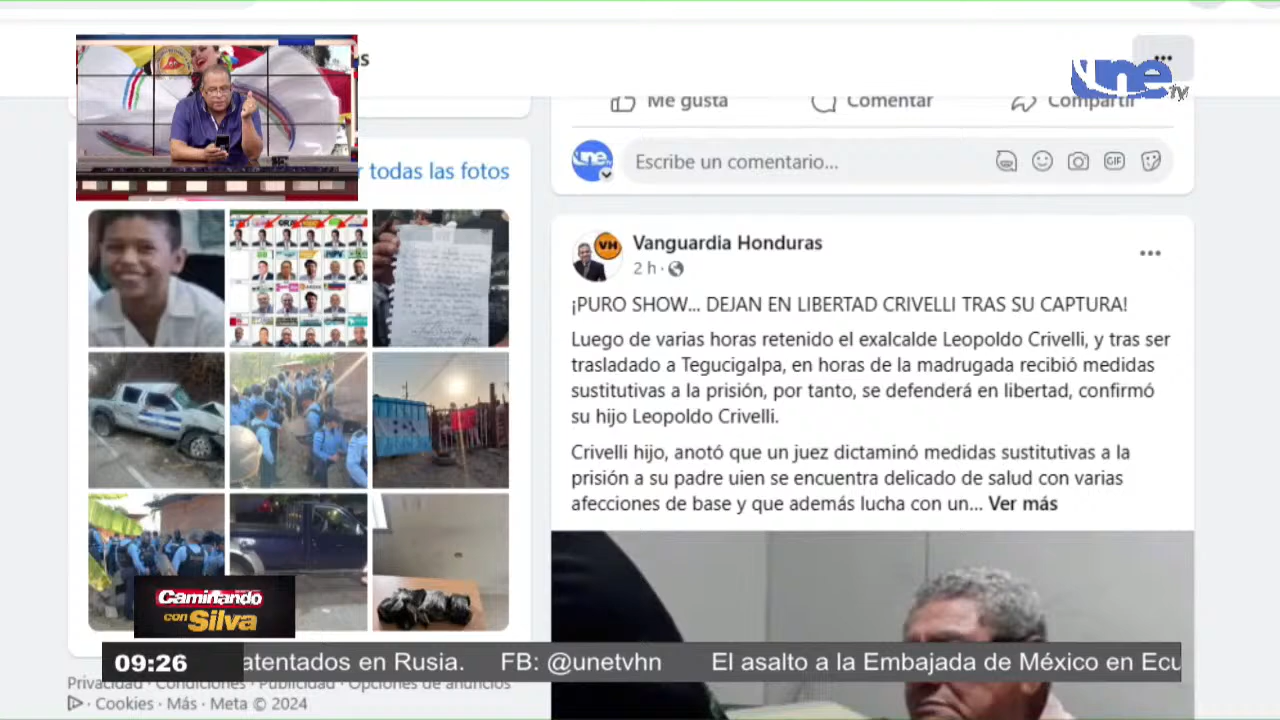 s
...
une tv
Me gusta
Comentar
Compartir
r todas las fotos
une
Escribe un comentario...
GIF
VH
Vanguardia Honduras
2 h ·
¡PURO SHOW... DEJAN EN LIBERTAD CRIVELLI TRAS SU CAPTURA!
Luego de varias horas retenido el exalcalde Leopoldo Crivelli, y tras ser
trasladado a Tegucigalpa, en horas de la madrugada recibió medidas
sustitutivas a la prisión, por tanto, se defenderá en libertad, confirmó
su hijo Leopoldo Crivelli.
Crivelli hijo, anotó que un juez dictaminó medidas sustitutivas a la
prisión a su padre uien se encuentra delicado de salud con varias
afecciones de base y que además lucha con un... Ver más
Caminando
con Silva
09:26
atentados en Rusia. FB: @unetvhn El asalto a la Embajada de México en Ecu
Privacidad · Condiciones · Publicidad · Opciones de anuncios
· Cookies · Más · Meta © 2024